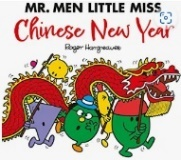 MR. MEN LITTLE MISS
Chinese New Year
Roger Hargreaves